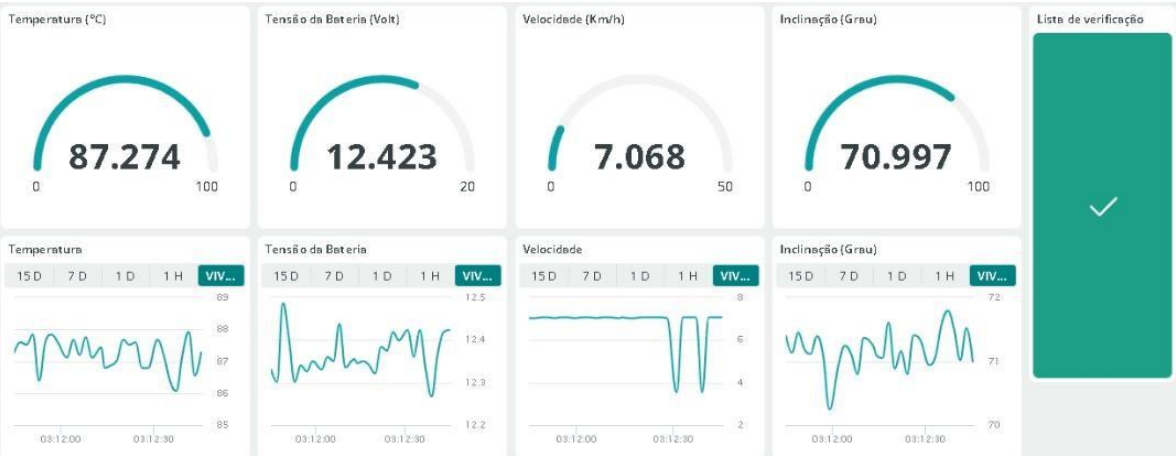 Temperatura (°C)
87.274
0
100
Tensão da Bateria (Volt)
12.423
0
20
Velocidade (Km/h)
7.068
0
50
Inclinação (Grau)
70.997
0
100
Lista de verificação
Temperatura
15 D 7 D 1 D 1 H VIV...
89
88
87
86
85
03:12:00 03:12:30
Tensão da Bateria
15 D 7 D 1 D 1 H VIV...
12.5
12.4
12.3
12.2
03:12:00 03:12:30
Velocidade
15 D 7 D 1 D 1 H VIV...
8
6
4
2
03:12:00 03:12:30
Inclinação (Grau)
15 D 7 D 1 D 1 H VIV...
72
71
70
03:12:00 03:12:30